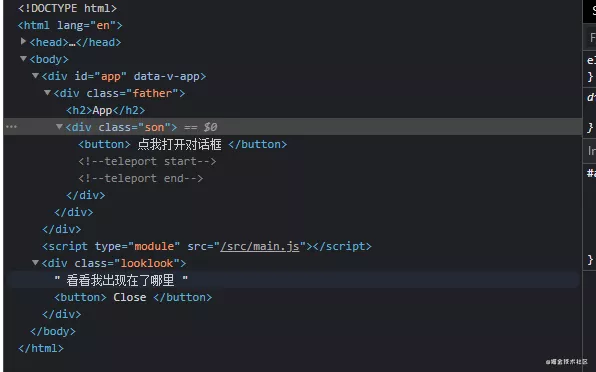 <!DOCTYPE html>
<html lang="en">
<head>…</head>
<body>
<div id="app" data-v-app>
<div class="father">
<h2>App</h2>
<div class="son"> == $0
<button> 点我打开对话框 </button>
<!--teleport start-->
<!--teleport end-->
</div>
</div>
</div>
<script type="module" src="/src/main.js"></script>
<div class="looklook">
" 看看我出现在了哪里 "
<button> Close </button>
</div>
</body>
</html>
@稀土掘金技术社区